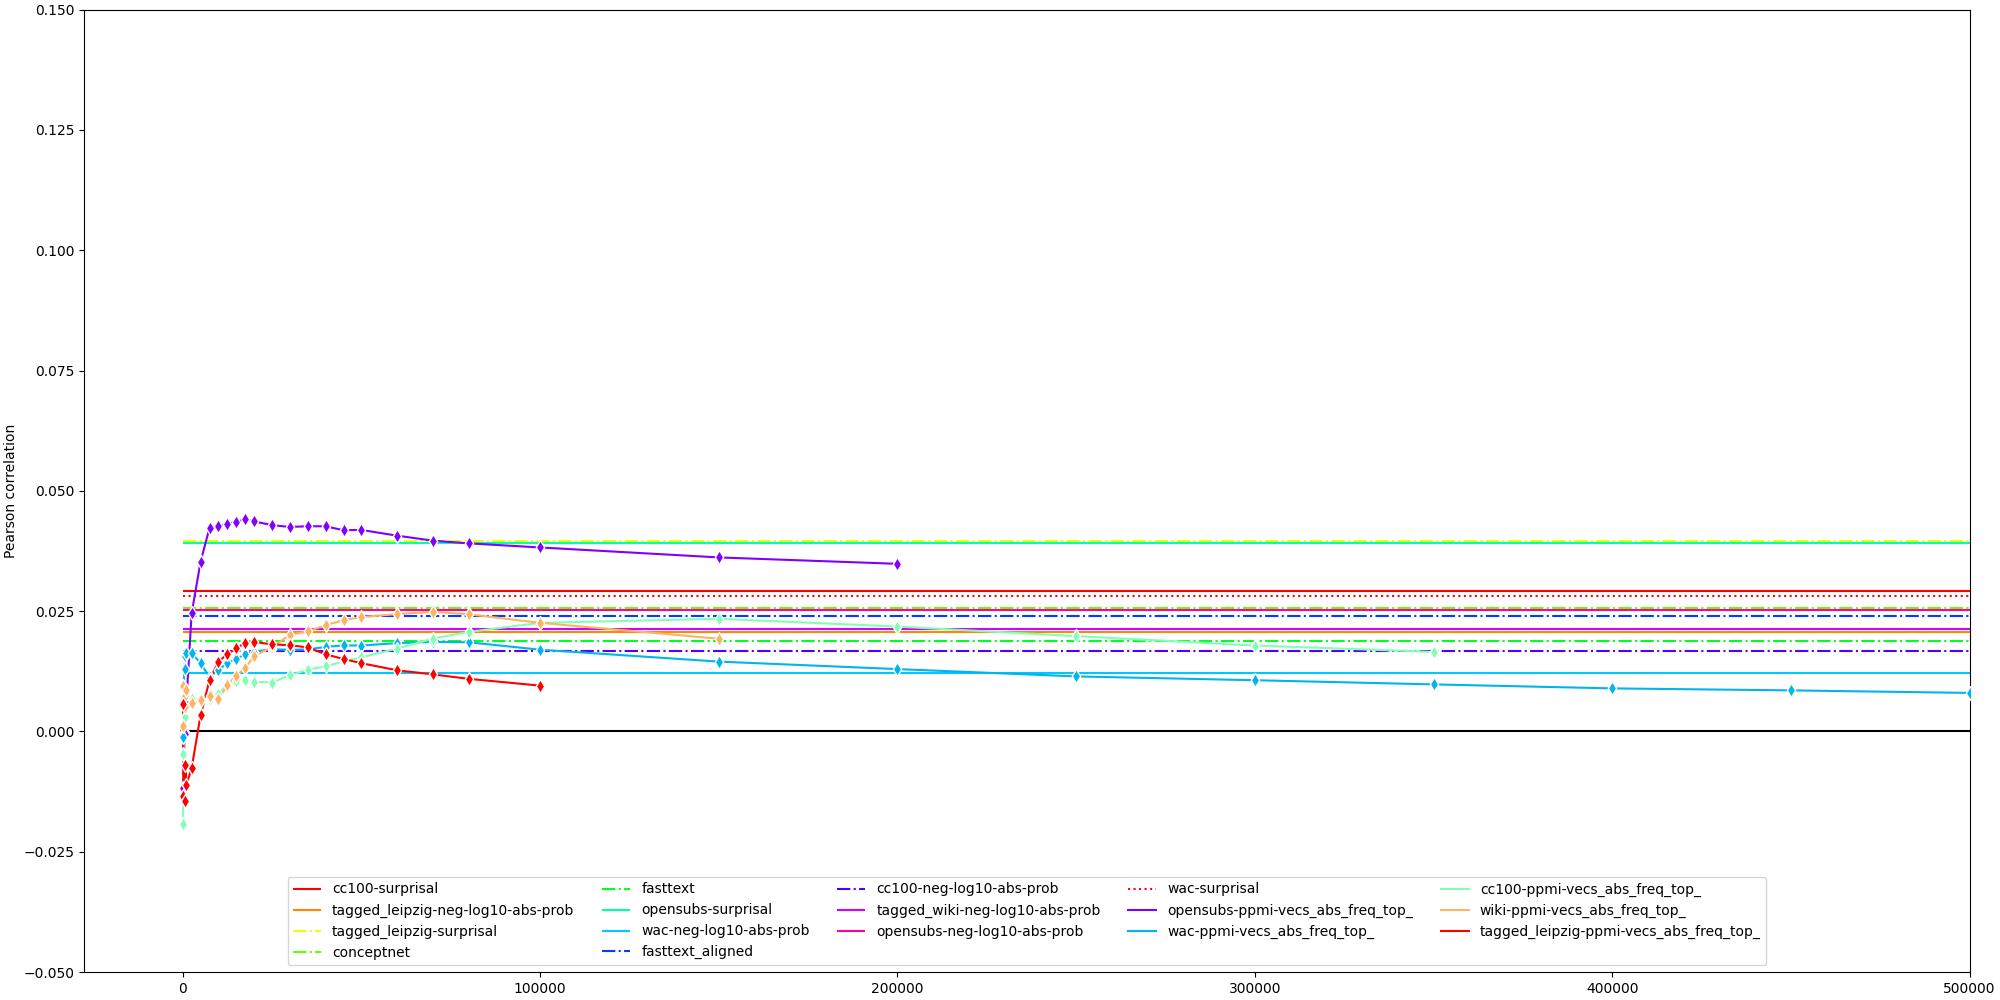 0.150
0.125
0.100
0.075
0.050
0.025
0.000
−0.025
−0.050
Pearson correlation
cc100-surprisal
tagged_leipzig-neg-log10-abs-prob
tagged_leipzig-surprisal
conceptnet
fasttext
opensubs-surprisal
wac-neg-log10-abs-prob
fasttext_aligned
cc100-neg-log10-abs-prob
tagged_wiki-neg-log10-abs-prob
opensubs-neg-log10-abs-prob
wac-surprisal
opensubs-ppmi-vecs_abs_freq_top_
wac-ppmi-vecs_abs_freq_top_
cc100-ppmi-vecs_abs_freq_top_
wiki-ppmi-vecs_abs_freq_top_
tagged_leipzig-ppmi-vecs_abs_freq_top_
0 100000 200000 300000 400000 500000